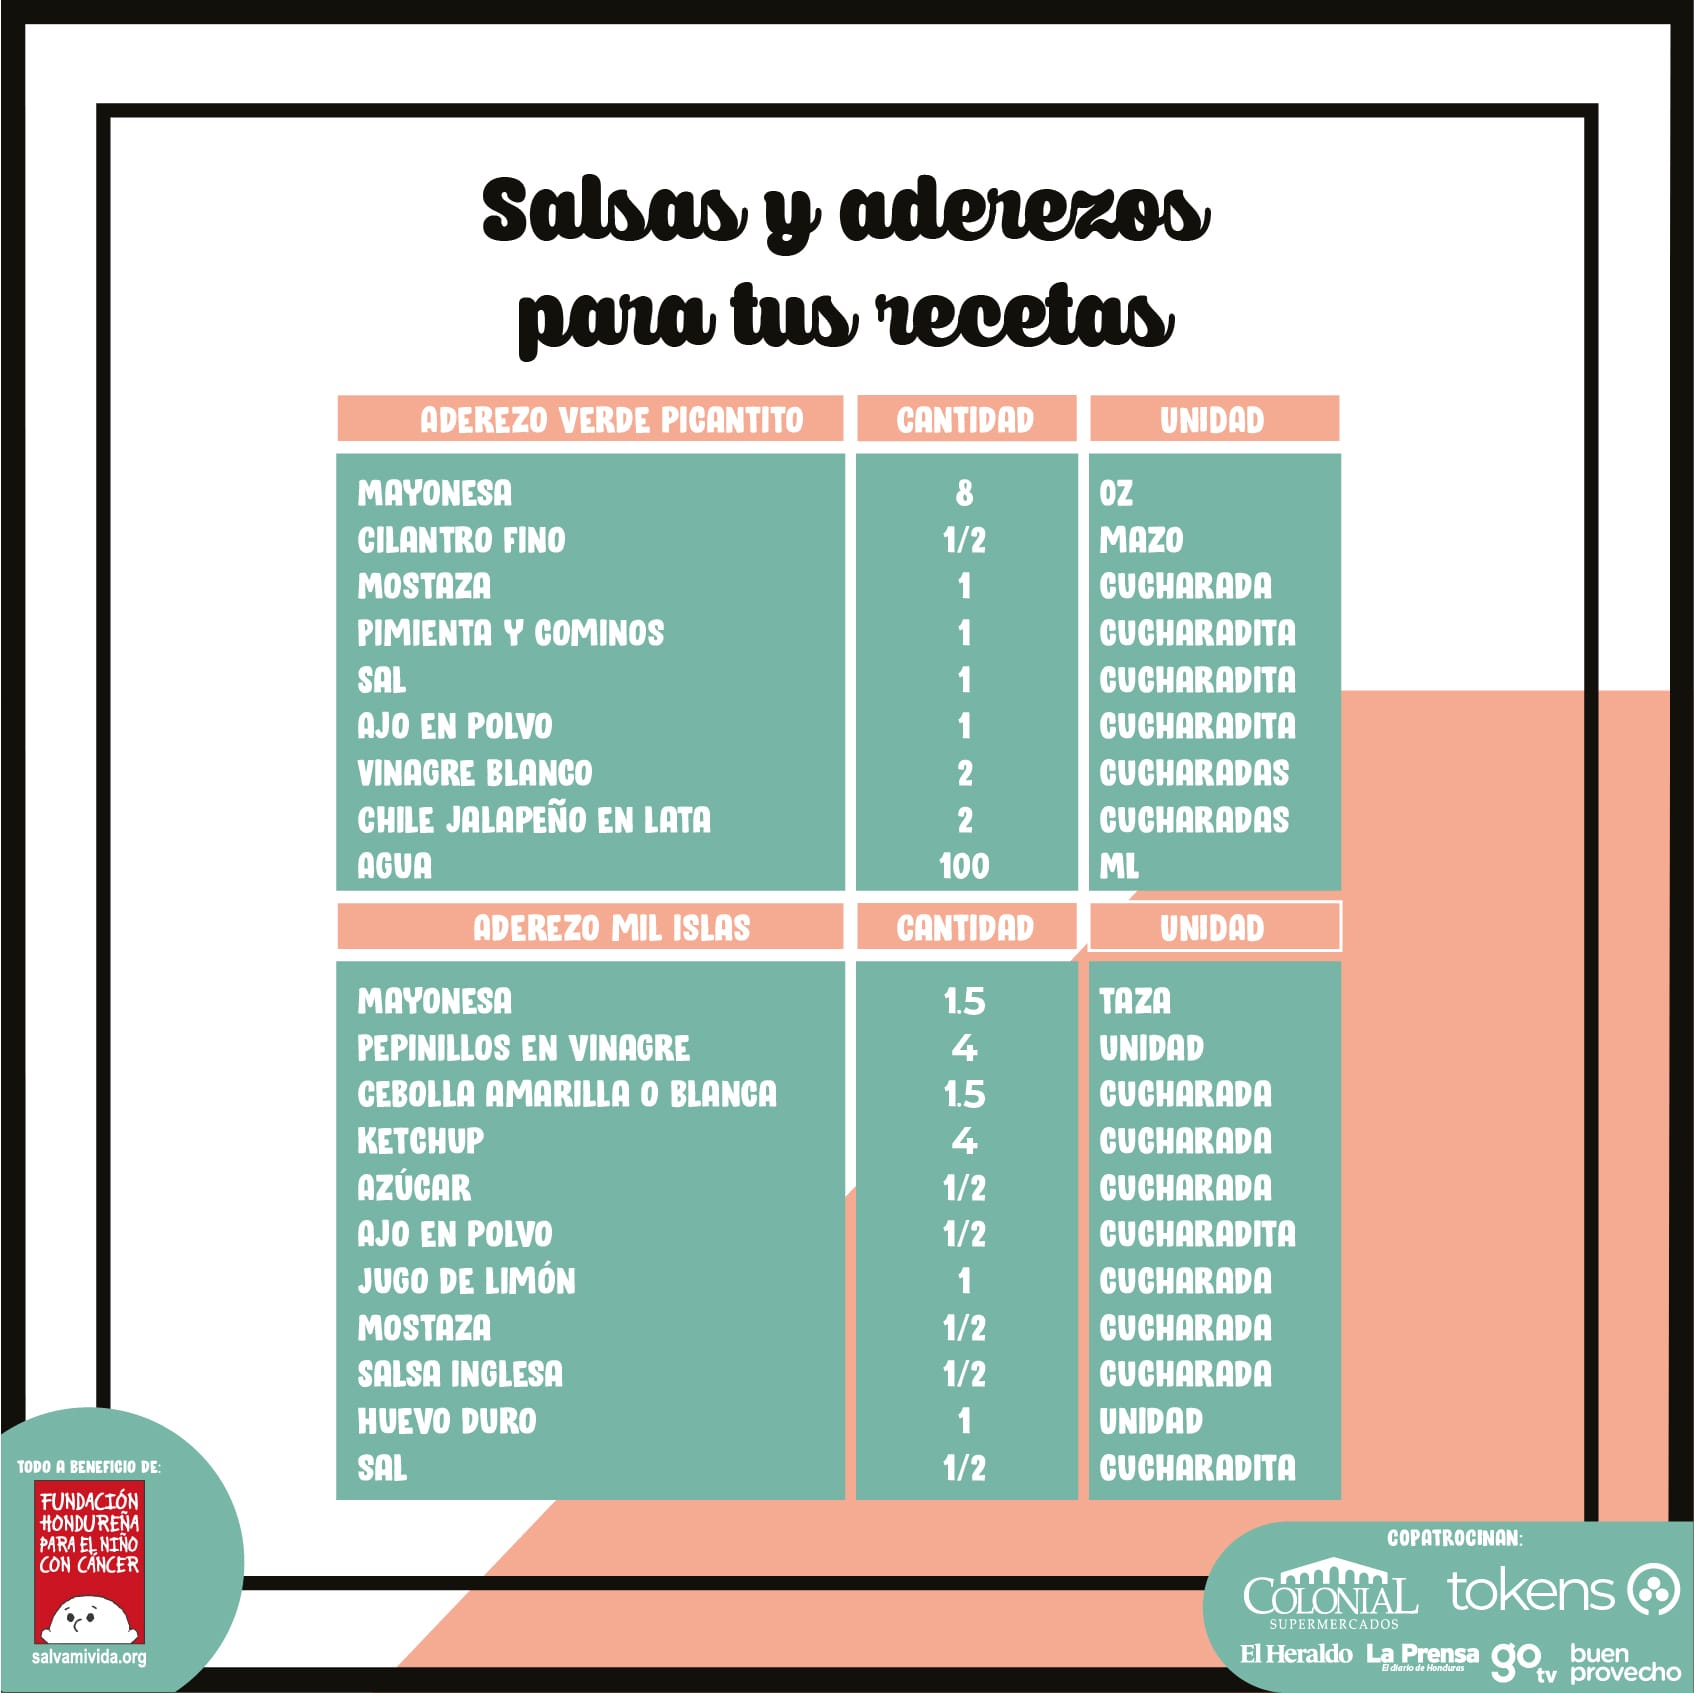 Salsas y aderezos
para tus recetas
ADEREZO VERDE PICANTITO CANTIDAD UNIDAD
MAYONESA 8 OZ
CILANTRO FINO 1/2 MAZO
MOSTAZA 1 CUCHARADA
PIMIENTA Y COMINOS 1 CUCHARADITA
SAL 1 CUCHARADITA
AJO EN POLVO 1 CUCHARADITA
VINAGRE BLANCO 2 CUCHARADAS
CHILE JALAPEÑO EN LATA 2 CUCHARADAS
AGUA 100 ML
ADEREZO MIL ISLAS CANTIDAD UNIDAD
MAYONESA 1.5 TAZA
PEPINILLOS EN VINAGRE 4 UNIDAD
CEBOLLA AMARILLA O BLANCA 1.5 CUCHARADA
KETCHUP 4 CUCHARADA
AZÚCAR 1/2 CUCHARADA
AJO EN POLVO 1/2 CUCHARADITA
JUGO DE LIMÓN 1 CUCHARADA
MOSTAZA 1/2 CUCHARADA
SALSA INGLESA 1/2 CUCHARADA
HUEVO DURO 1 UNIDAD
SAL 1/2 CUCHARADITA
TODO A BENEFICIO DE:
FUNDACIÓN
HONDUREÑA
PARA EL NIÑO
CON CÁNCER
salvamivida.org
COPATROCINAN:
COLONIAL
SUPERMERCADOS
tokens
El Heraldo
La Prensa
El diario de Honduras
go tv
buen
provecho